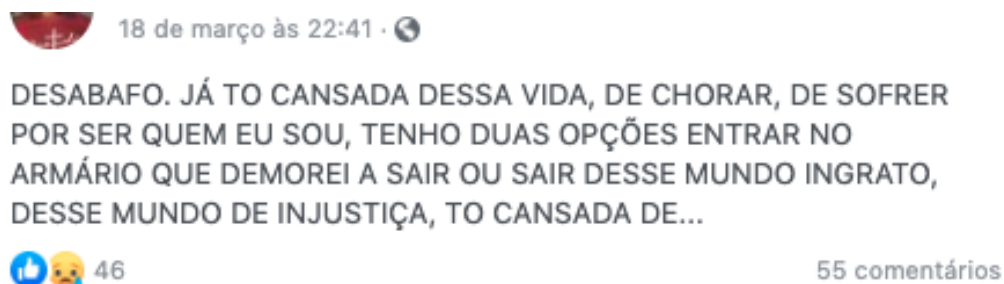 18 de março às 22:41 ·
DESABAFO. JÁ TO CANSADA DESSA VIDA, DE CHORAR, DE SOFRER
POR SER QUEM EU SOU, TENHO DUAS OPÇÕES ENTRAR NO
ARMÁRIO QUE DEMOREI A SAIR OU SAIR DESSE MUNDO INGRATO,
DESSE MUNDO DE INJUSTIÇA, TO CANSADA DE...
46 55 comentários